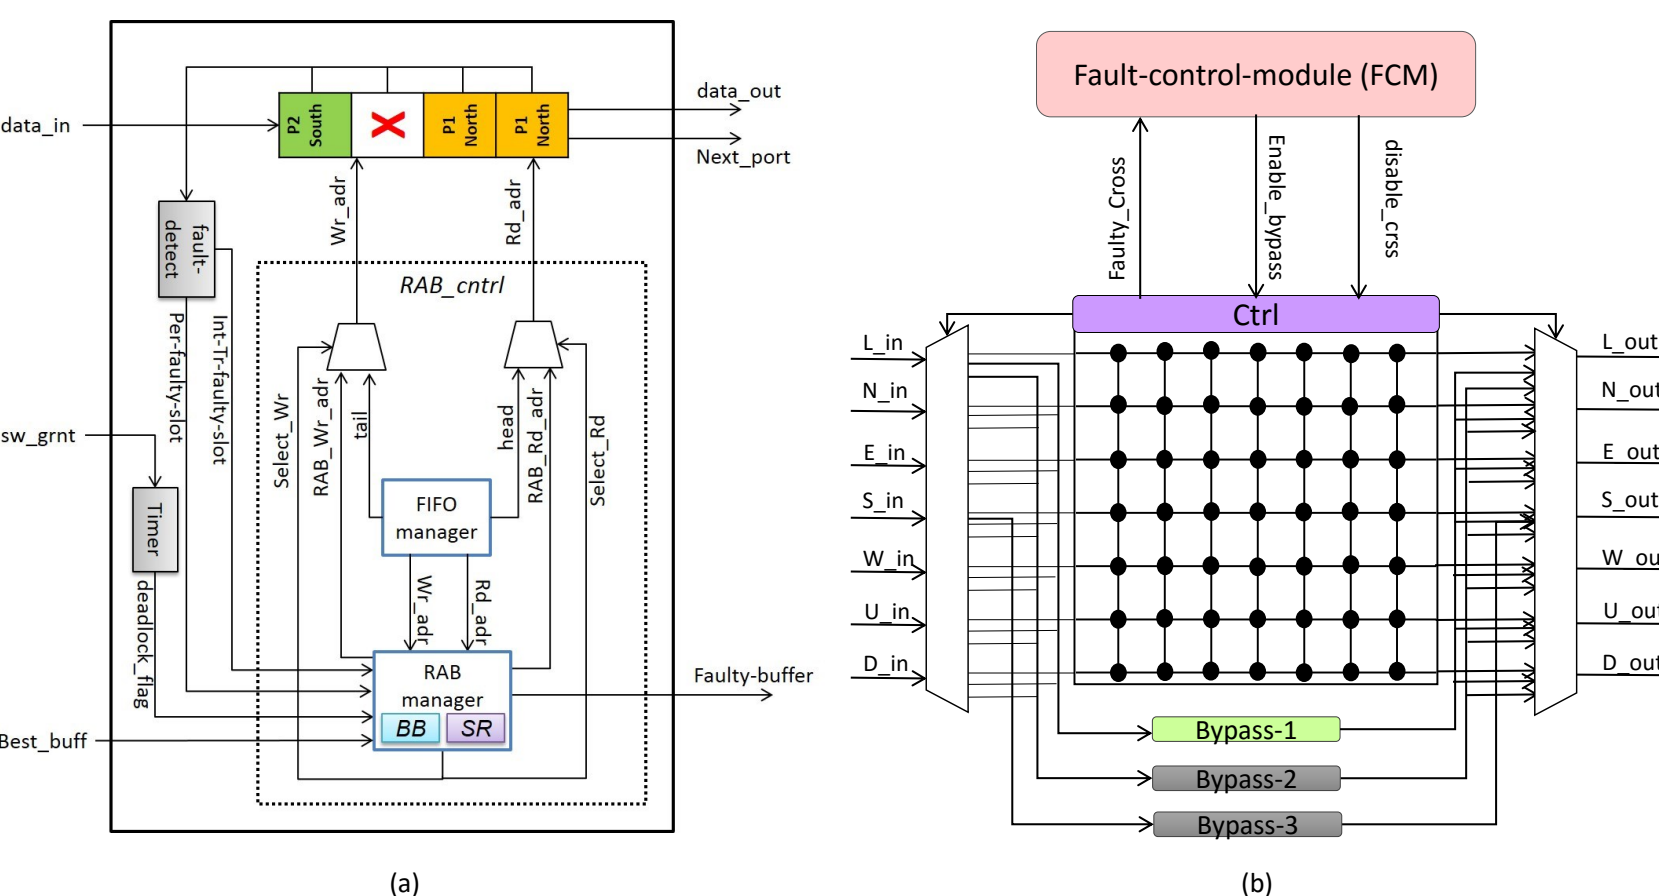 data_in
P2
South
X
P1
North
P1
North
data_out
Next_port
Wr_adr
Rd_adr
fault-
detect
RAB_cntrl
Per-faulty-slot
Int-Tr-faulty-slot
sw_grnt
Timer
deadlock_flag
Select_Wr
RAB_Wr_adr
tail
head
RAB_Rd_adr
Select_Rd
FIFO
manager
Wr_adr
Rd_adr
RAB
manager
BB
SR
Faulty-buffer
Best_buff
(a)
Fault-control-module (FCM)
Faulty_Cross
Enable_bypass
disable_crss
Ctrl
L_in
N_in
E_in
S_in
W_in
U_in
D_in
L_out
N_out
E_out
S_out
W_ou
U_out
D_out
Bypass-1
Bypass-2
Bypass-3
(b)